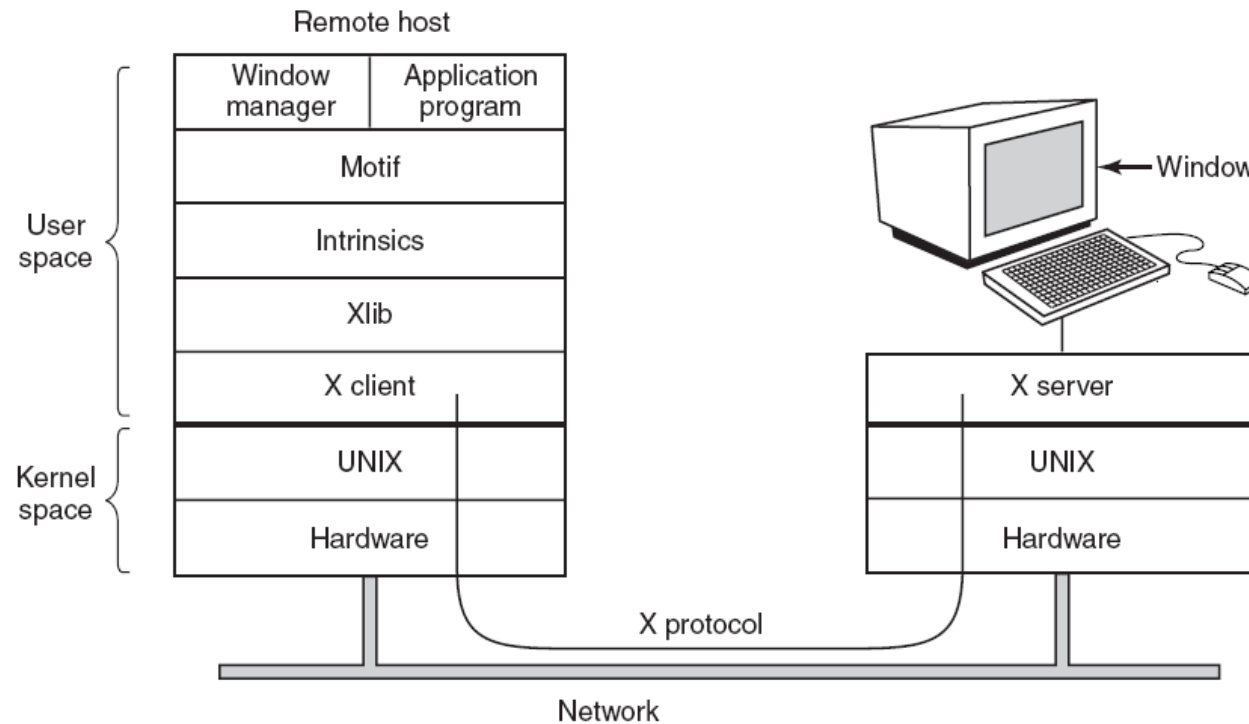 Remote host
Window
manager
Application
program
Motif
Window
User
space
Intrinsics
Xlib
X client
X server
UNIX
UNIX
Kernel
space
Hardware
Hardware
X protocol
Network